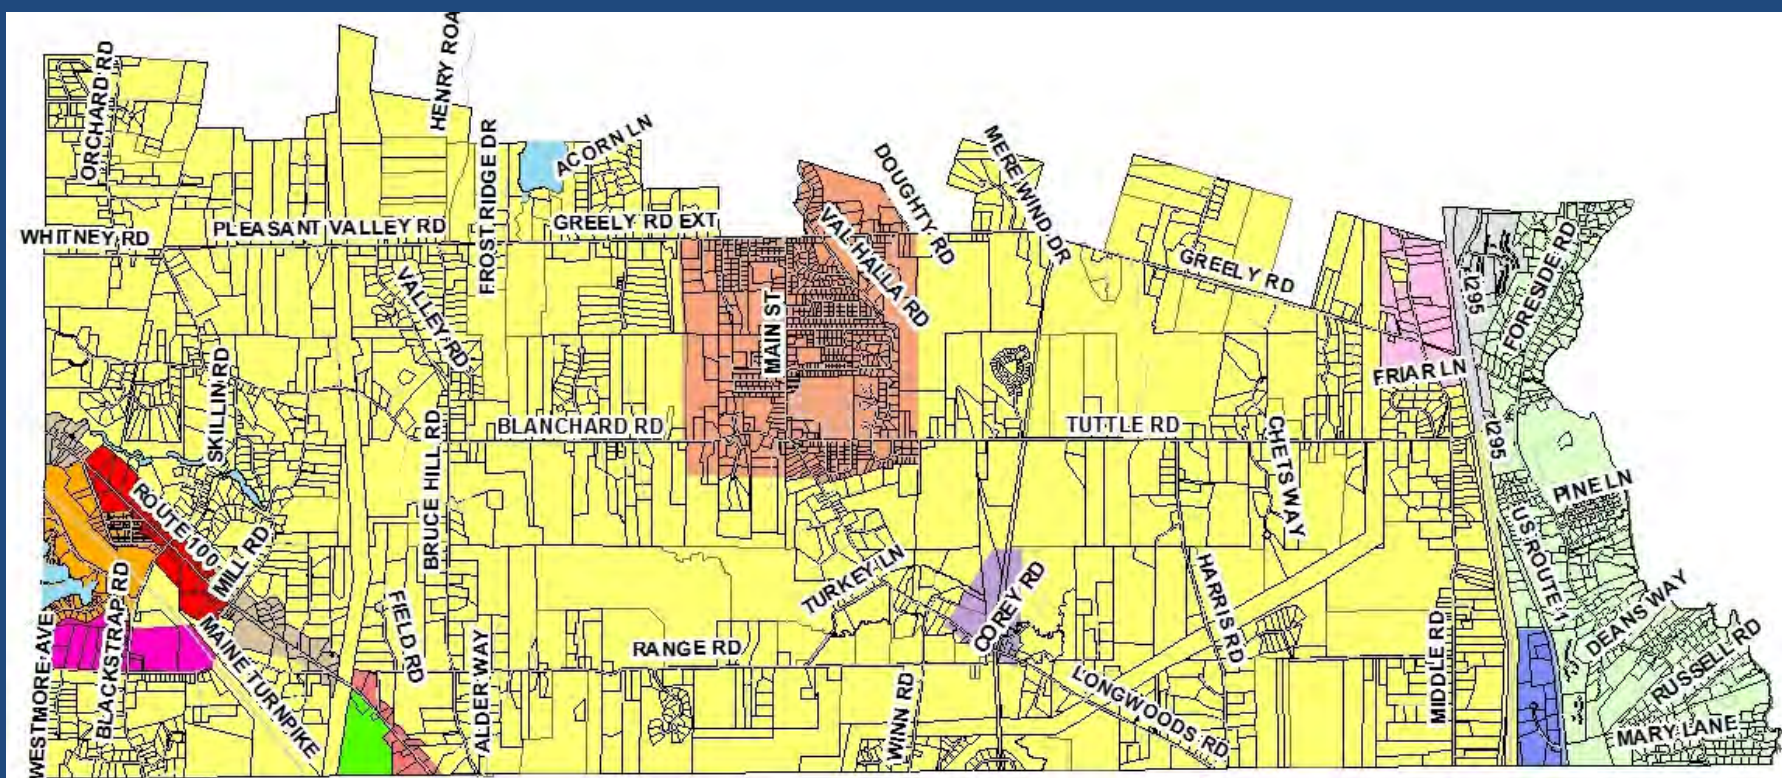 ORCHARD RD
HENRY ROA
FROST RIDGE DR
ACORN LN
DOUGHTY RD
MERE WIND DR
WHITNEY RD
PLEASANT VALLEY RD
GREELY RD EXT
VALHALLA RD
GREELY RD
I295
FORESIDE RD
VALLEY RD
MAIN ST
SKILLIN RD
FRIAR LN
BLANCHARD RD
TUTTLE RD
I295
CHETS WAY
BRUCE HILL RD
PINE LN
ROUTE 100
MILL RD
US ROUTE 1
TURKEY LN
COREY RD
HARRIS RD
DEANS WAY
BLACKSTRAP RD
FIELD RD
RANGE RD
MIDDLE RD
RUSSELL RD
WESTMORE AVE
MAINE TURNPIKE
ALDER WAY
WINN RD
LONGWOODS RD
MARY LANE